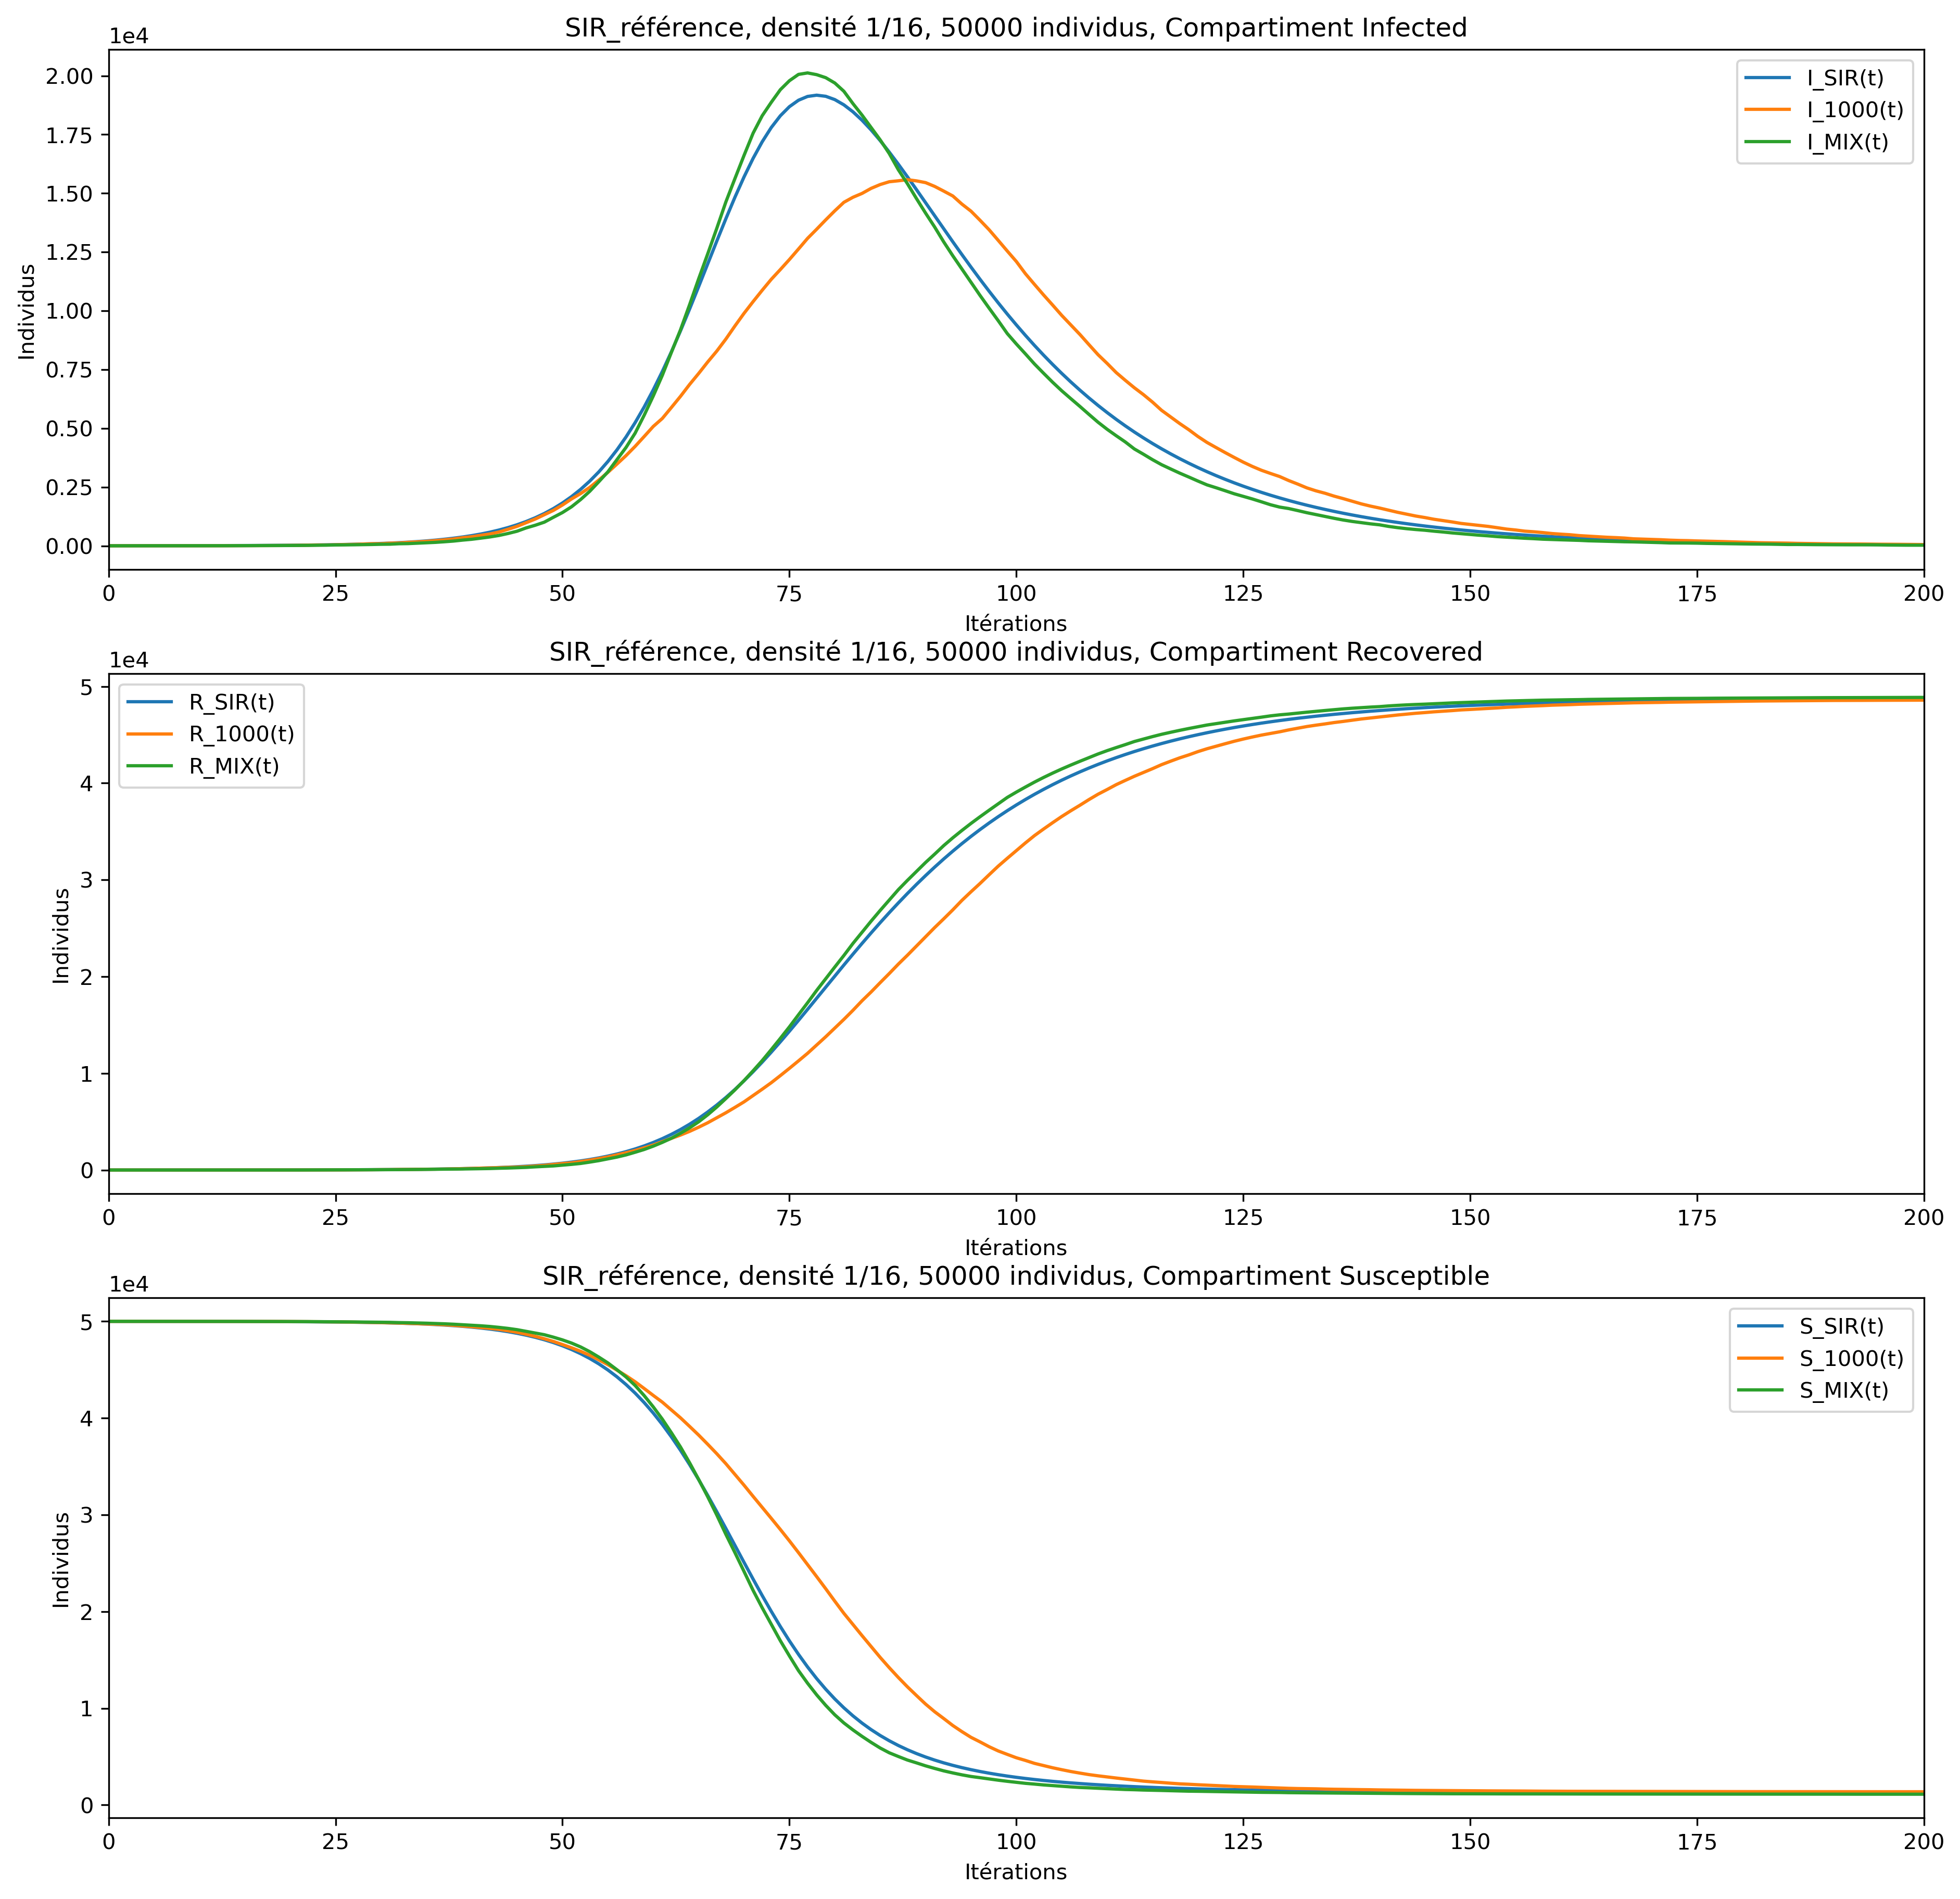 SIR_référence, densité 1/16, 50000 individus, Compartiment Infected
1e4
2.00
1.75
1.50
1.25
1.00
0.75
0.50
0.25
0.00
Individus
I_SIR(t)
I_1000(t)
I_MIX(t)
0 25 50 75 100 125 150 175 200
Itérations
SIR_référence, densité 1/16, 50000 individus, Compartiment Recovered
1e4
5
4
3
2
1
0
Individus
R_SIR(t)
R_1000(t)
R_MIX(t)
0 25 50 75 100 125 150 175 200
Itérations
SIR_référence, densité 1/16, 50000 individus, Compartiment Susceptible
1e4
5
4
3
2
1
0
Individus
S_SIR(t)
S_1000(t)
S_MIX(t)
0 25 50 75 100 125 150 175 200
Itérations